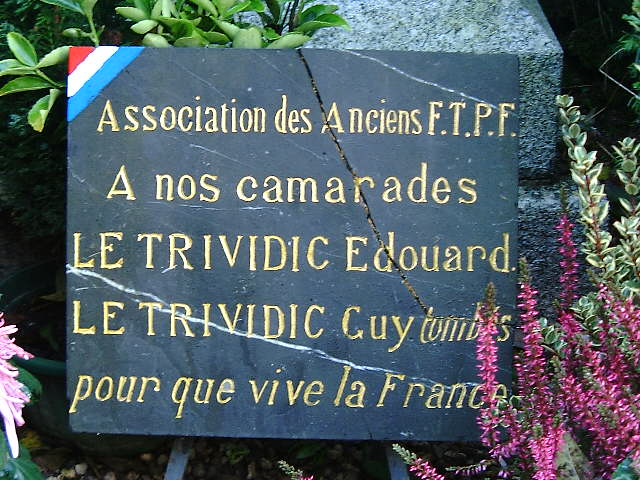 Association des Anciens F.T.P.F.
A nos camarades
LE TRIVIDIC Edouard.
LE TRIVIDIC Guy tombés
pour que vive la France